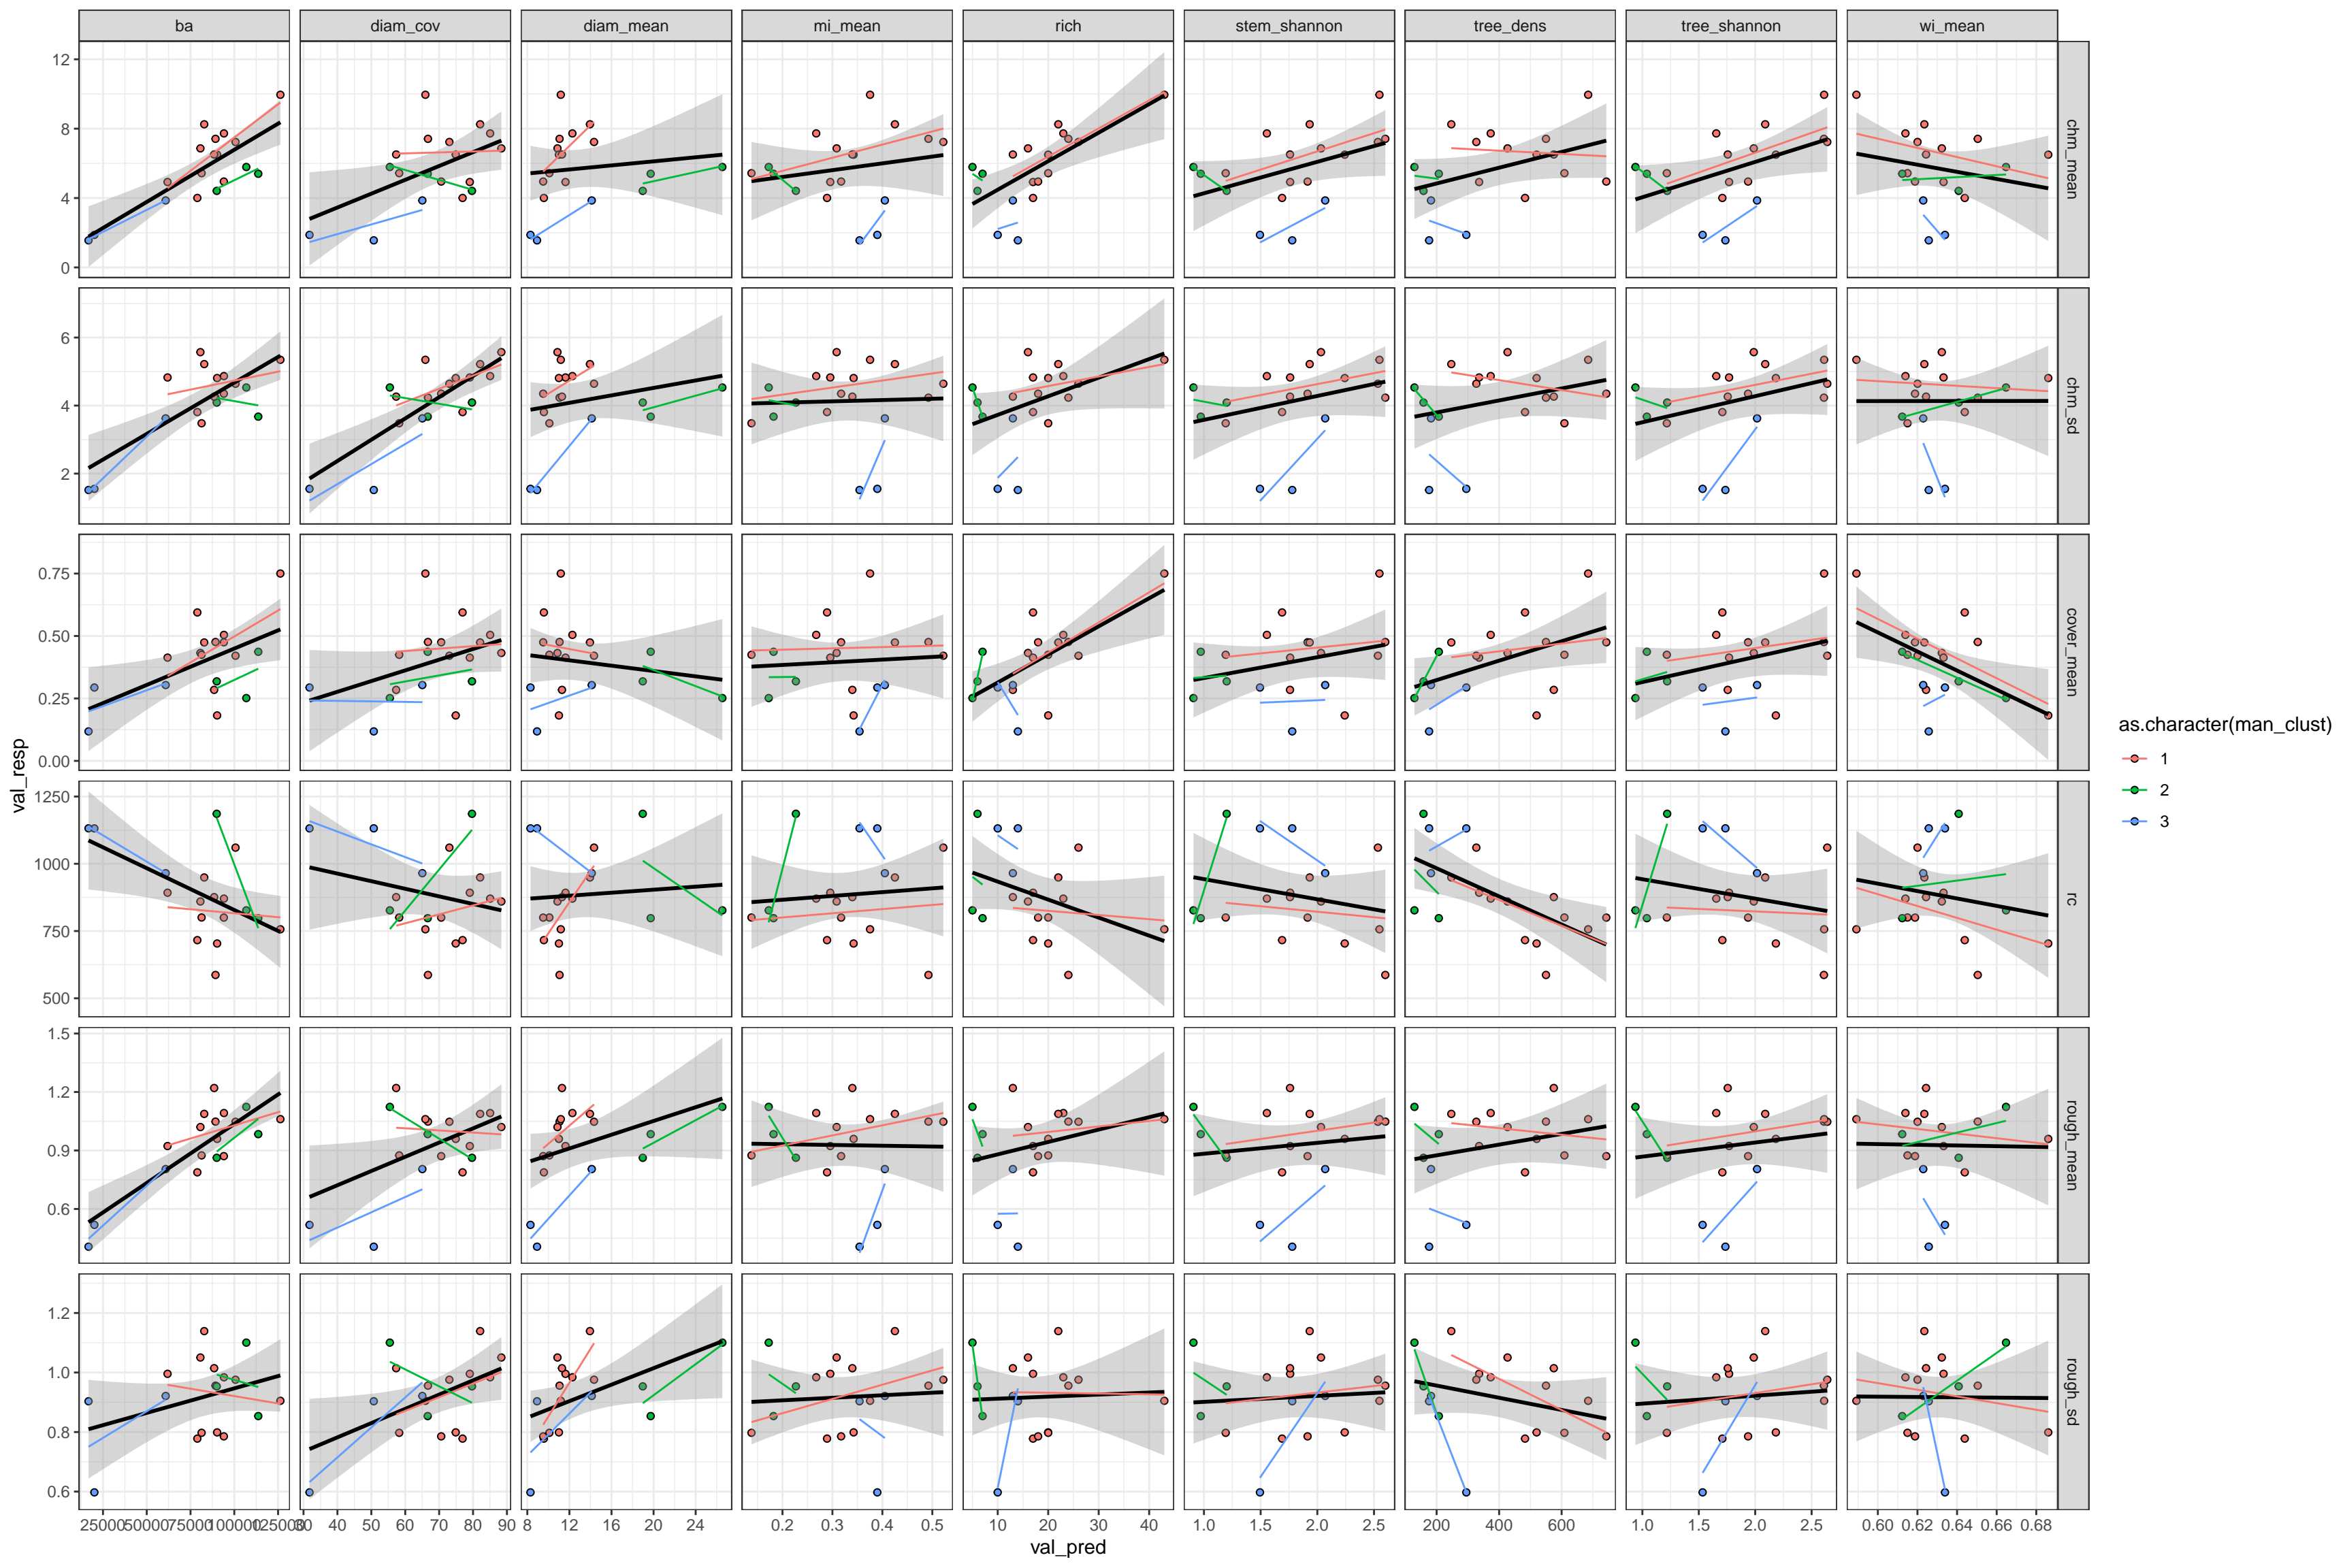 ba diam_cov diam_mean mi_mean rich stem_shannon tree_dens tree_shannon wi_mean
12
8
4
0
chm_mean
6
4
2
chm_sd
0.75
0.50
0.25
0.00
cover_mean
1250
1000
750
500
rc
1.5
1.2
0.9
0.6
rough_mean
1.2
1.0
0.8
0.6
rough_sd
val_resp
25000 50000 75000 100000 125000 30 40 50 60 70 80 90 8 12 16 20 24 0.2 0.3 0.4 0.5 10 20 30 40 1.0 1.5 2.0 2.5 200 400 600 1.0 1.5 2.0 2.5 0.60 0.62 0.64 0.66 0.68
val_pred
as.character(man_clust)
1
2
3